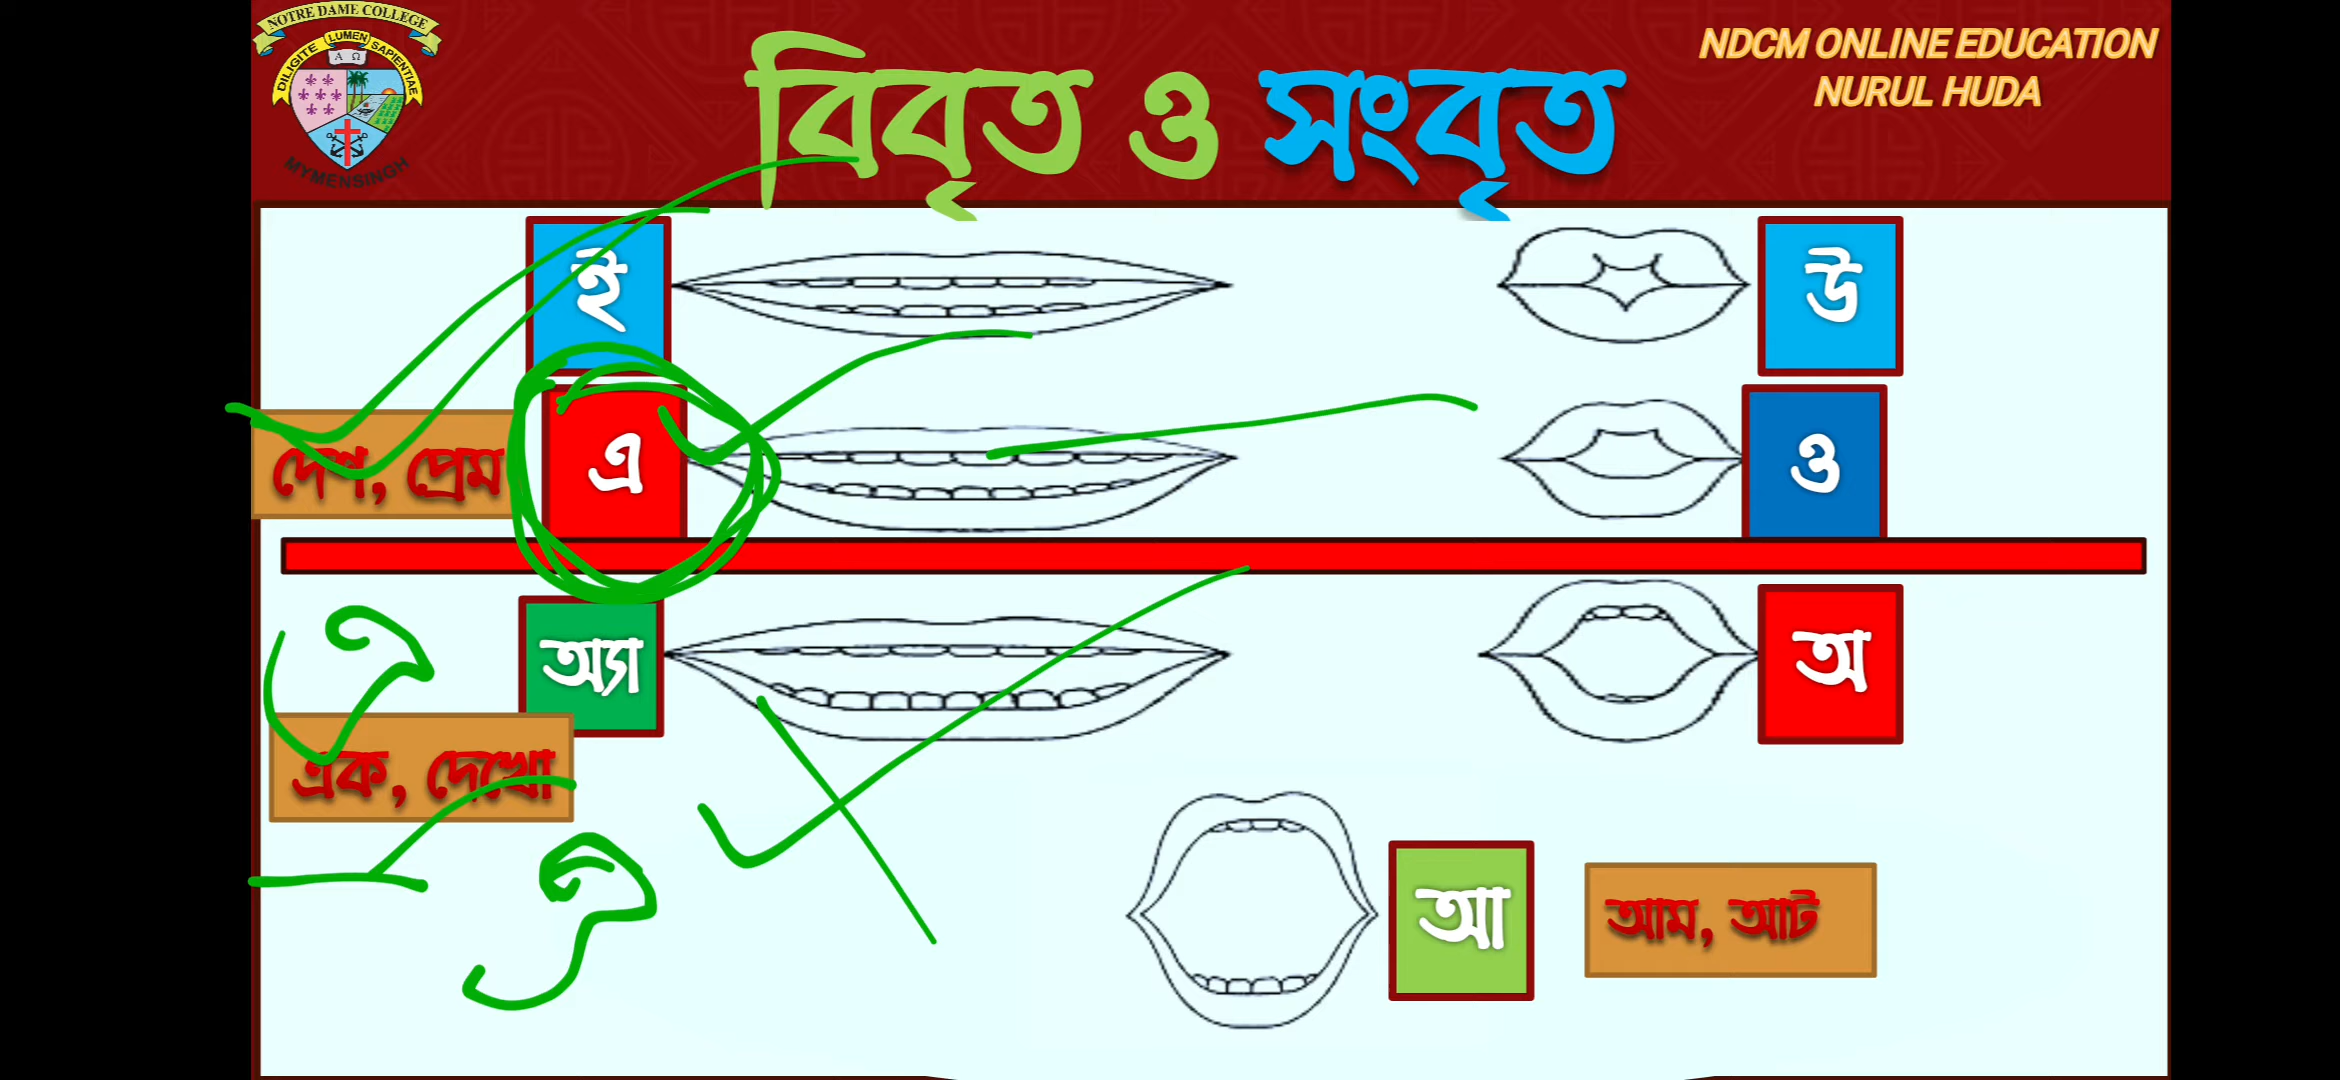 NOTRE DAME COLLEGE
DILIGITE LUMEN SAPIENTIAE
Α Ω
MYMENSINGH
বিবৃত ও সংবৃত
NDCM ONLINE EDUCATION
NURUL HUDA
ই
উ
দেশ, প্রেম
এ
ও
অ্যা
অ
এক, দেখো
আ
আম, আট